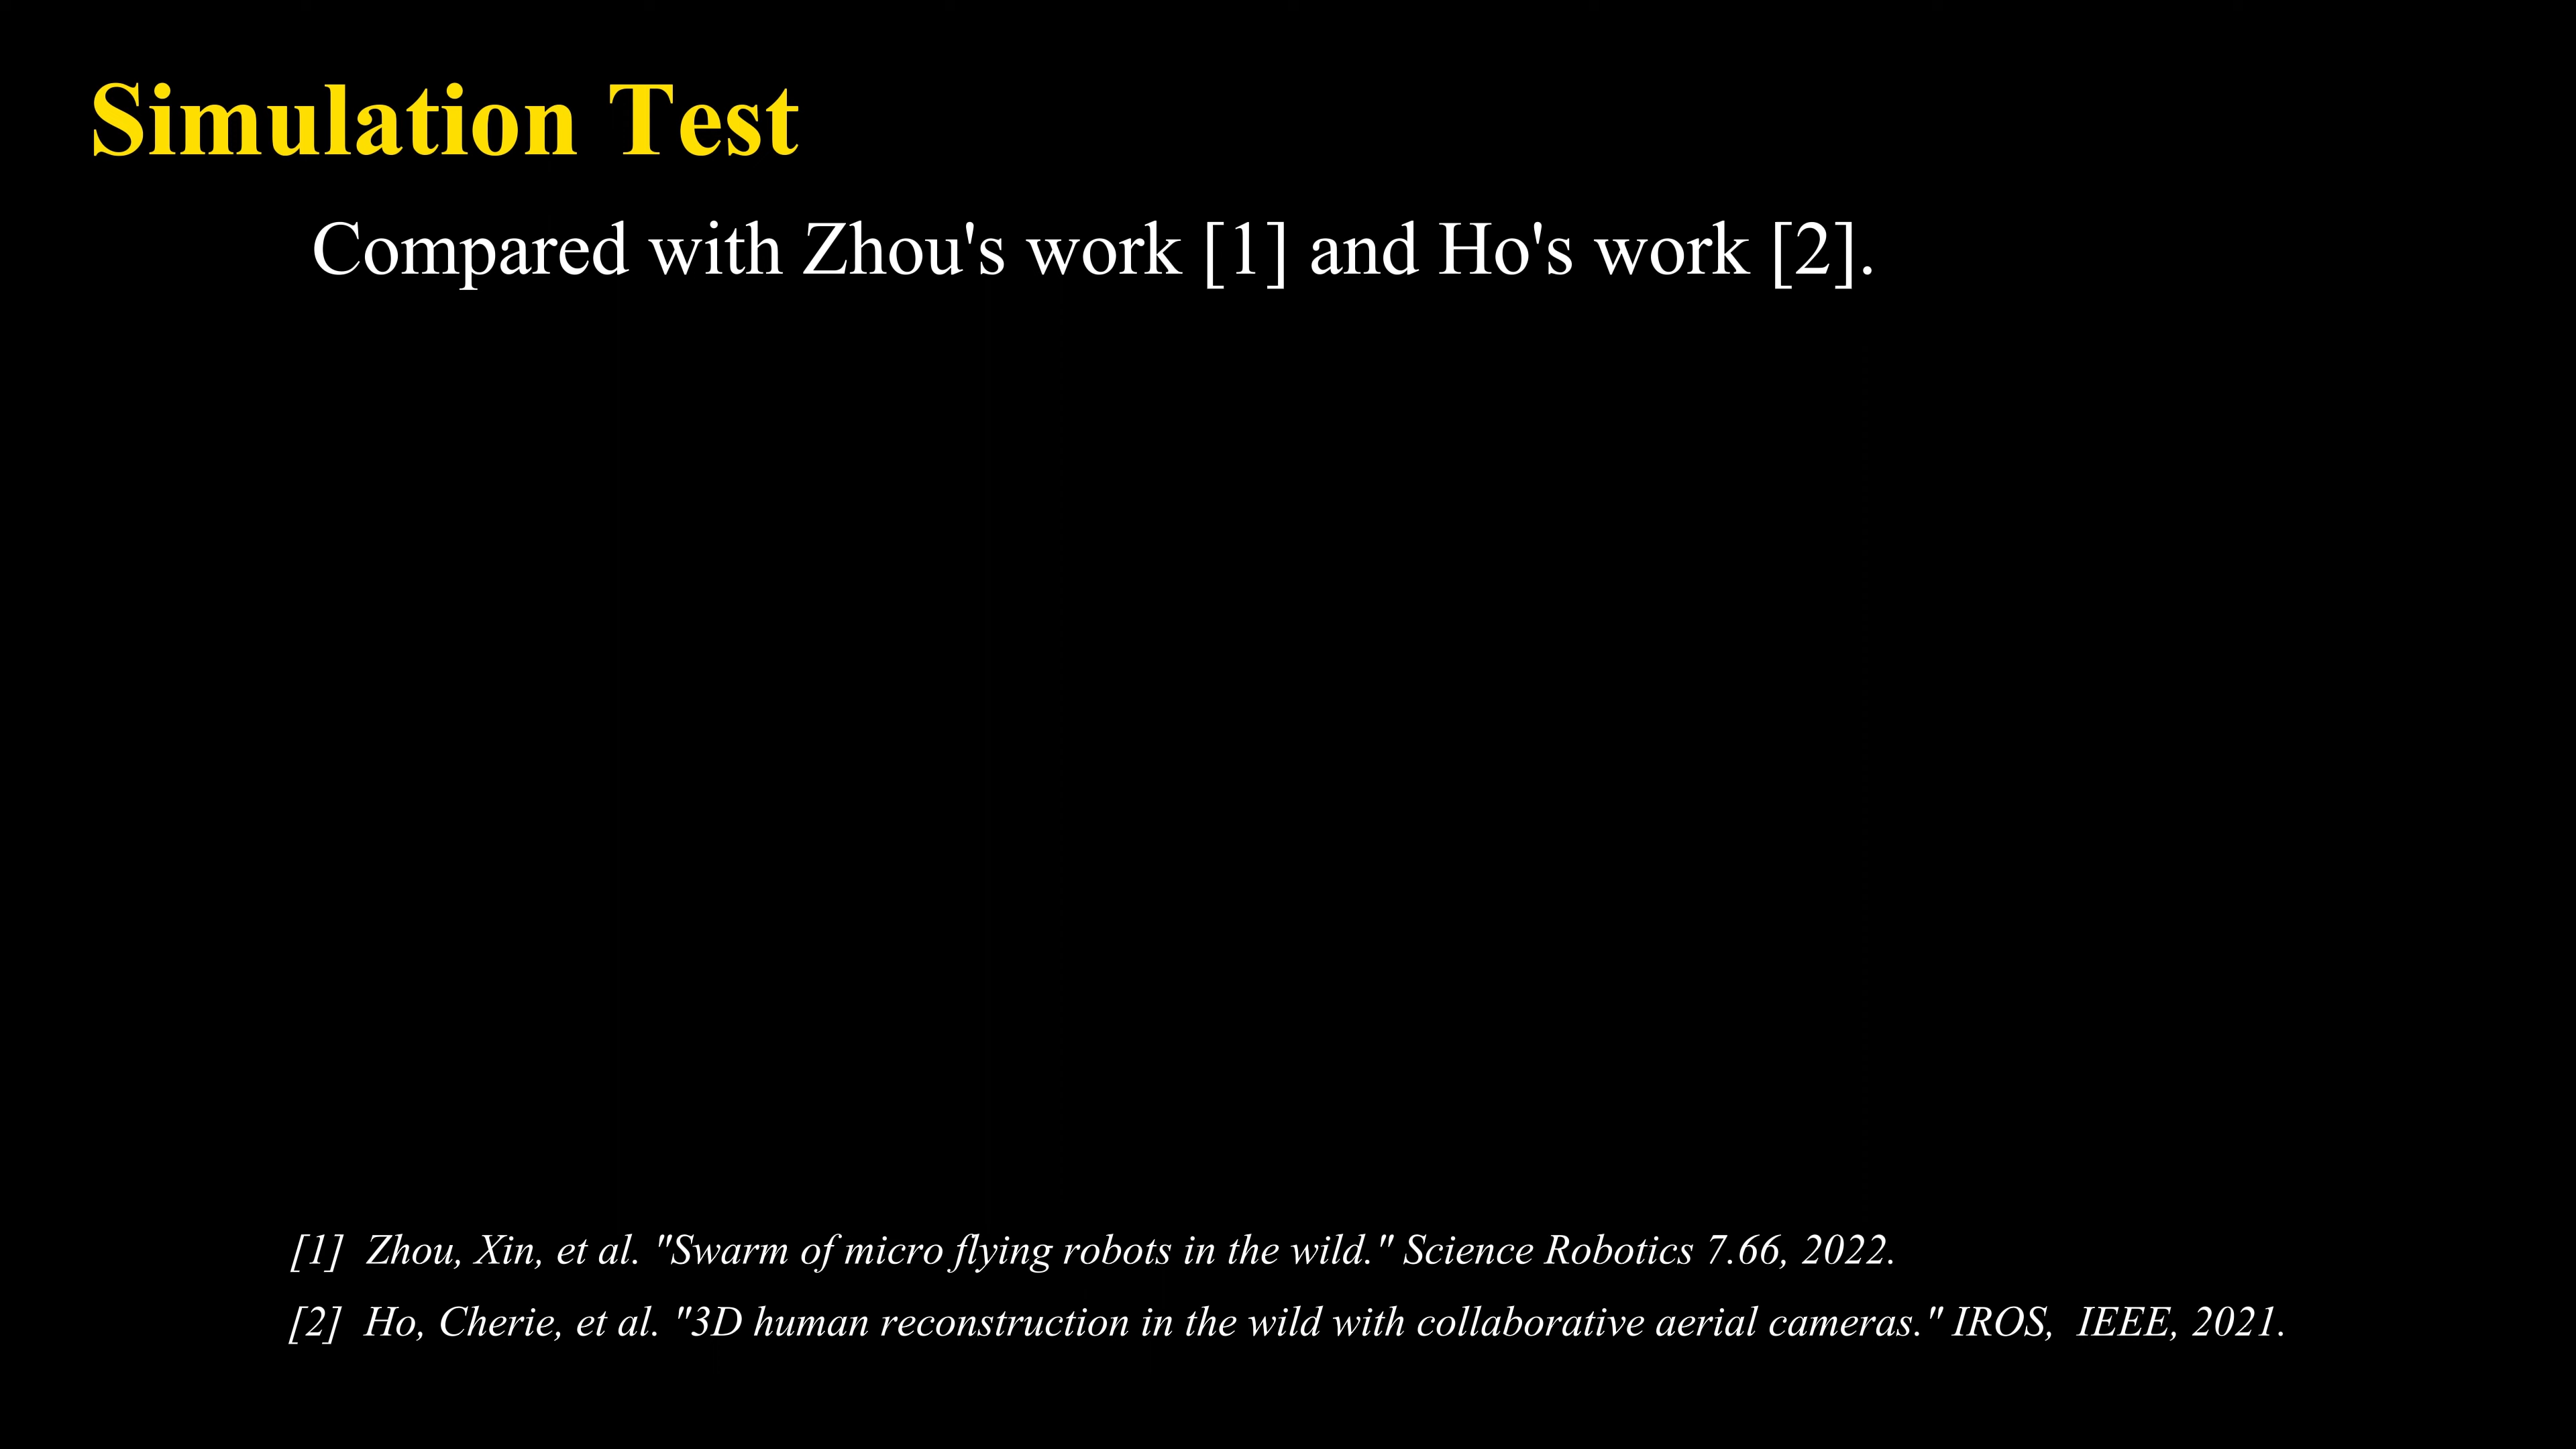 Simulation Test
Compared with Zhou's work [1] and Ho's work [2].
[1] Zhou, Xin, et al. "Swarm of micro flying robots in the wild." Science Robotics 7.66, 2022.
[2] Ho, Cherie, et al. "3D human reconstruction in the wild with collaborative aerial cameras." IROS, IEEE, 2021.